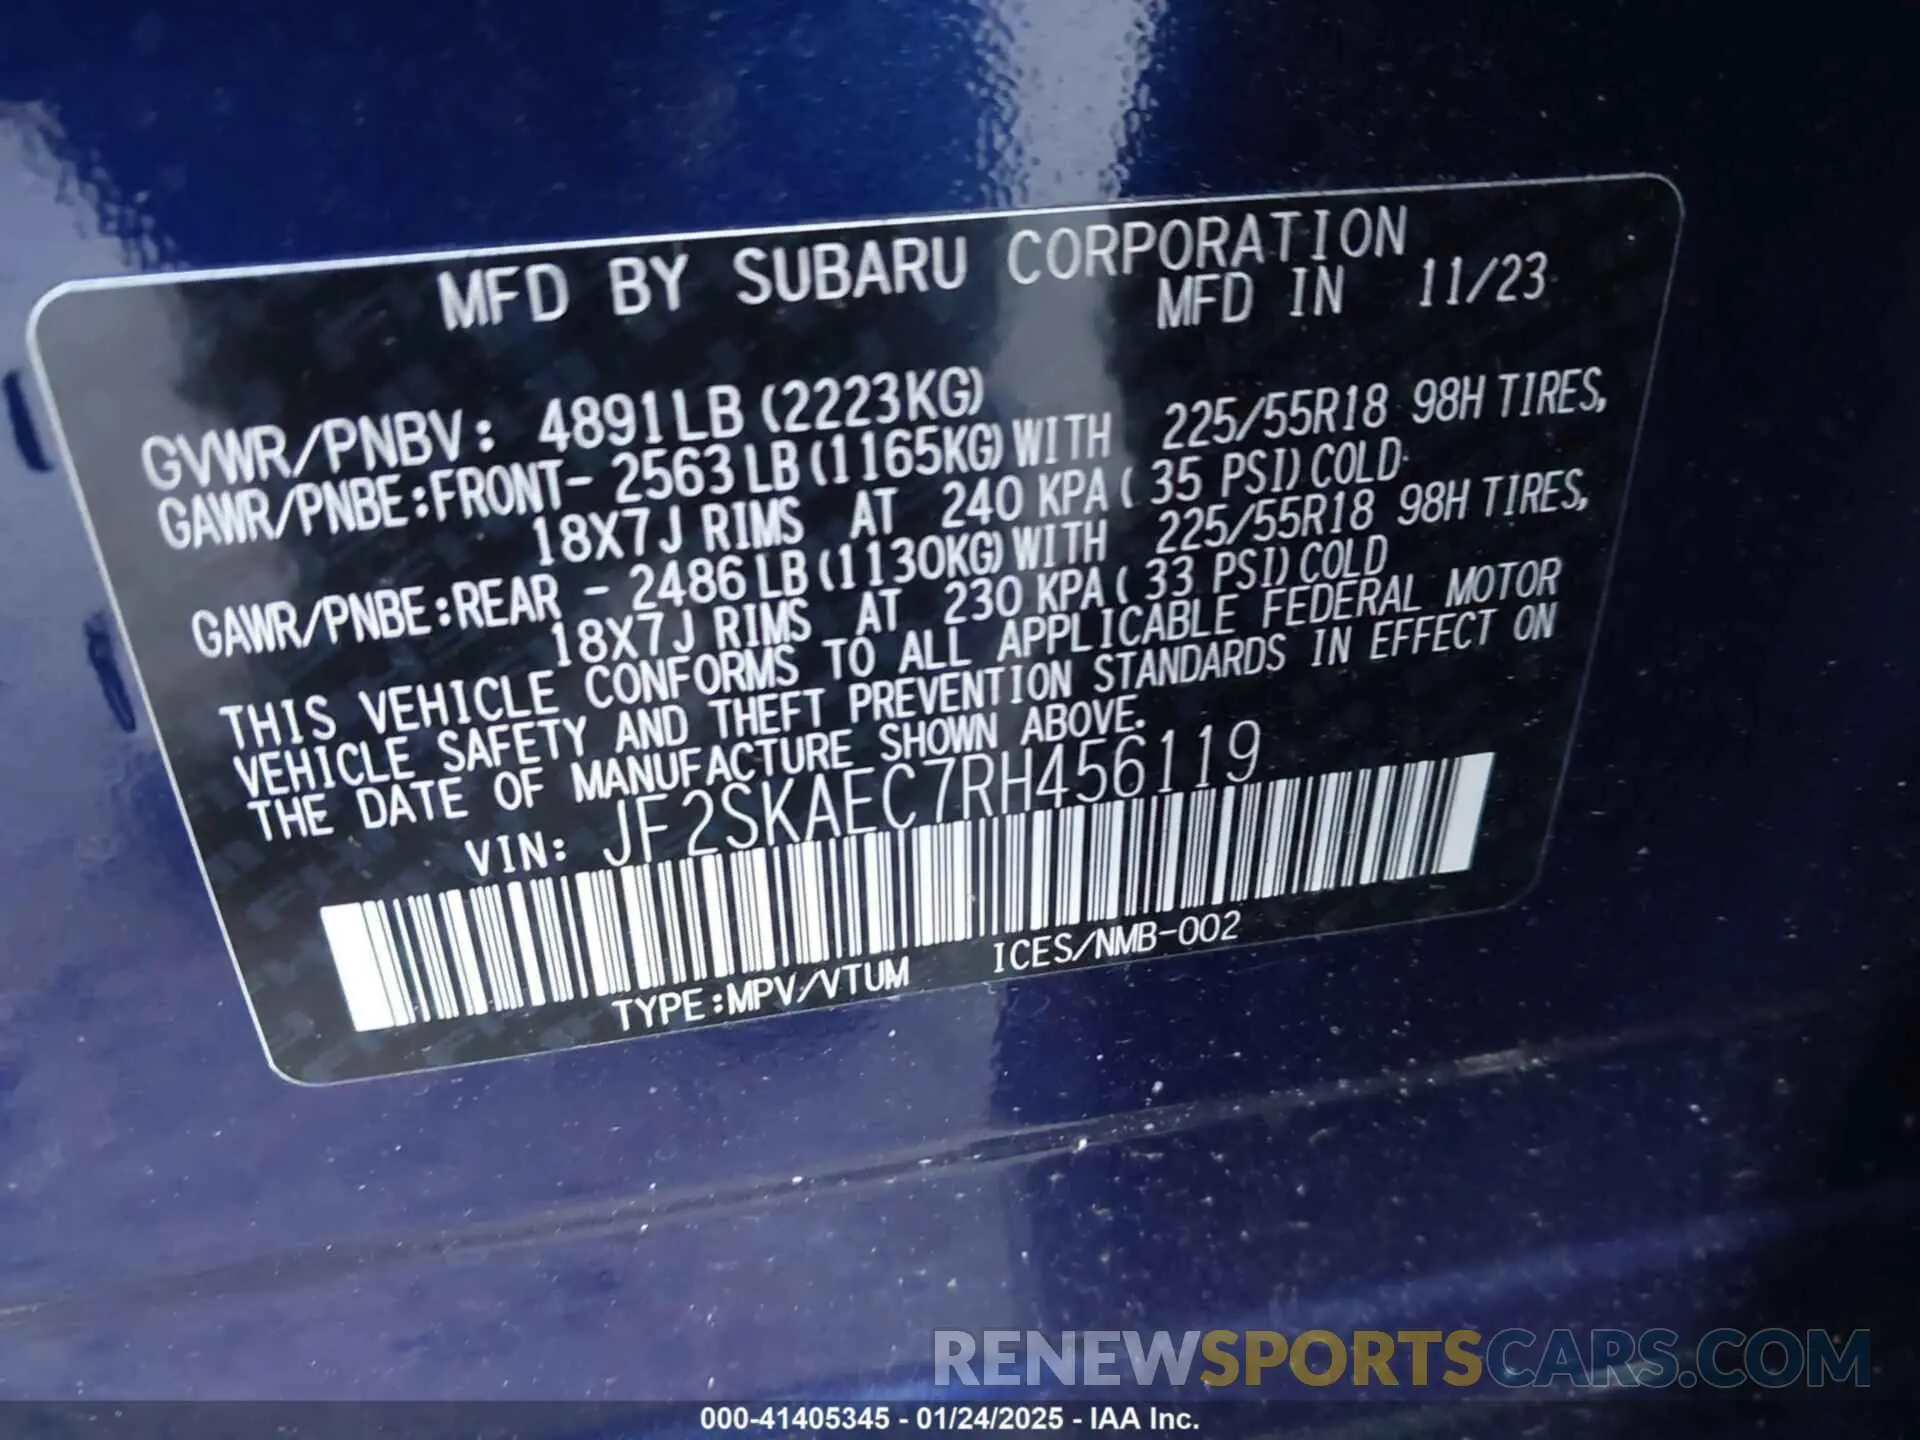 MFD BY SUBARU CORPORATION
MFD IN 11/23
GVWR/PNBV: 4891LB (2223KG)
GAWR/PNBE:FRONT- 2563LB(1165KG)WITH 225/55R18 98H TIRES,
18X7J RIMS AT 240 KPA( 35 PSI)COLD
GAWR/PNBE:REAR - 2486LB(1130KG)WITH 225/55R18 98H TIRES,
18X7J RIMS AT 230 KPA( 33 PSI)COLD
THIS VEHICLE CONFORMS TO ALL APPLICABLE FEDERAL MOTOR
VEHICLE SAFETY AND THEFT PREVENTION STANDARDS IN EFFECT ON
THE DATE OF MANUFACTURE SHOWN ABOVE.
VIN: JF2SKAEC7RH456119
TYPE:MPV/VTUM ICES/NMB-002
RENEWSPORTSCARS.COM
000-41405345 - 01/24/2025 - IAA Inc.